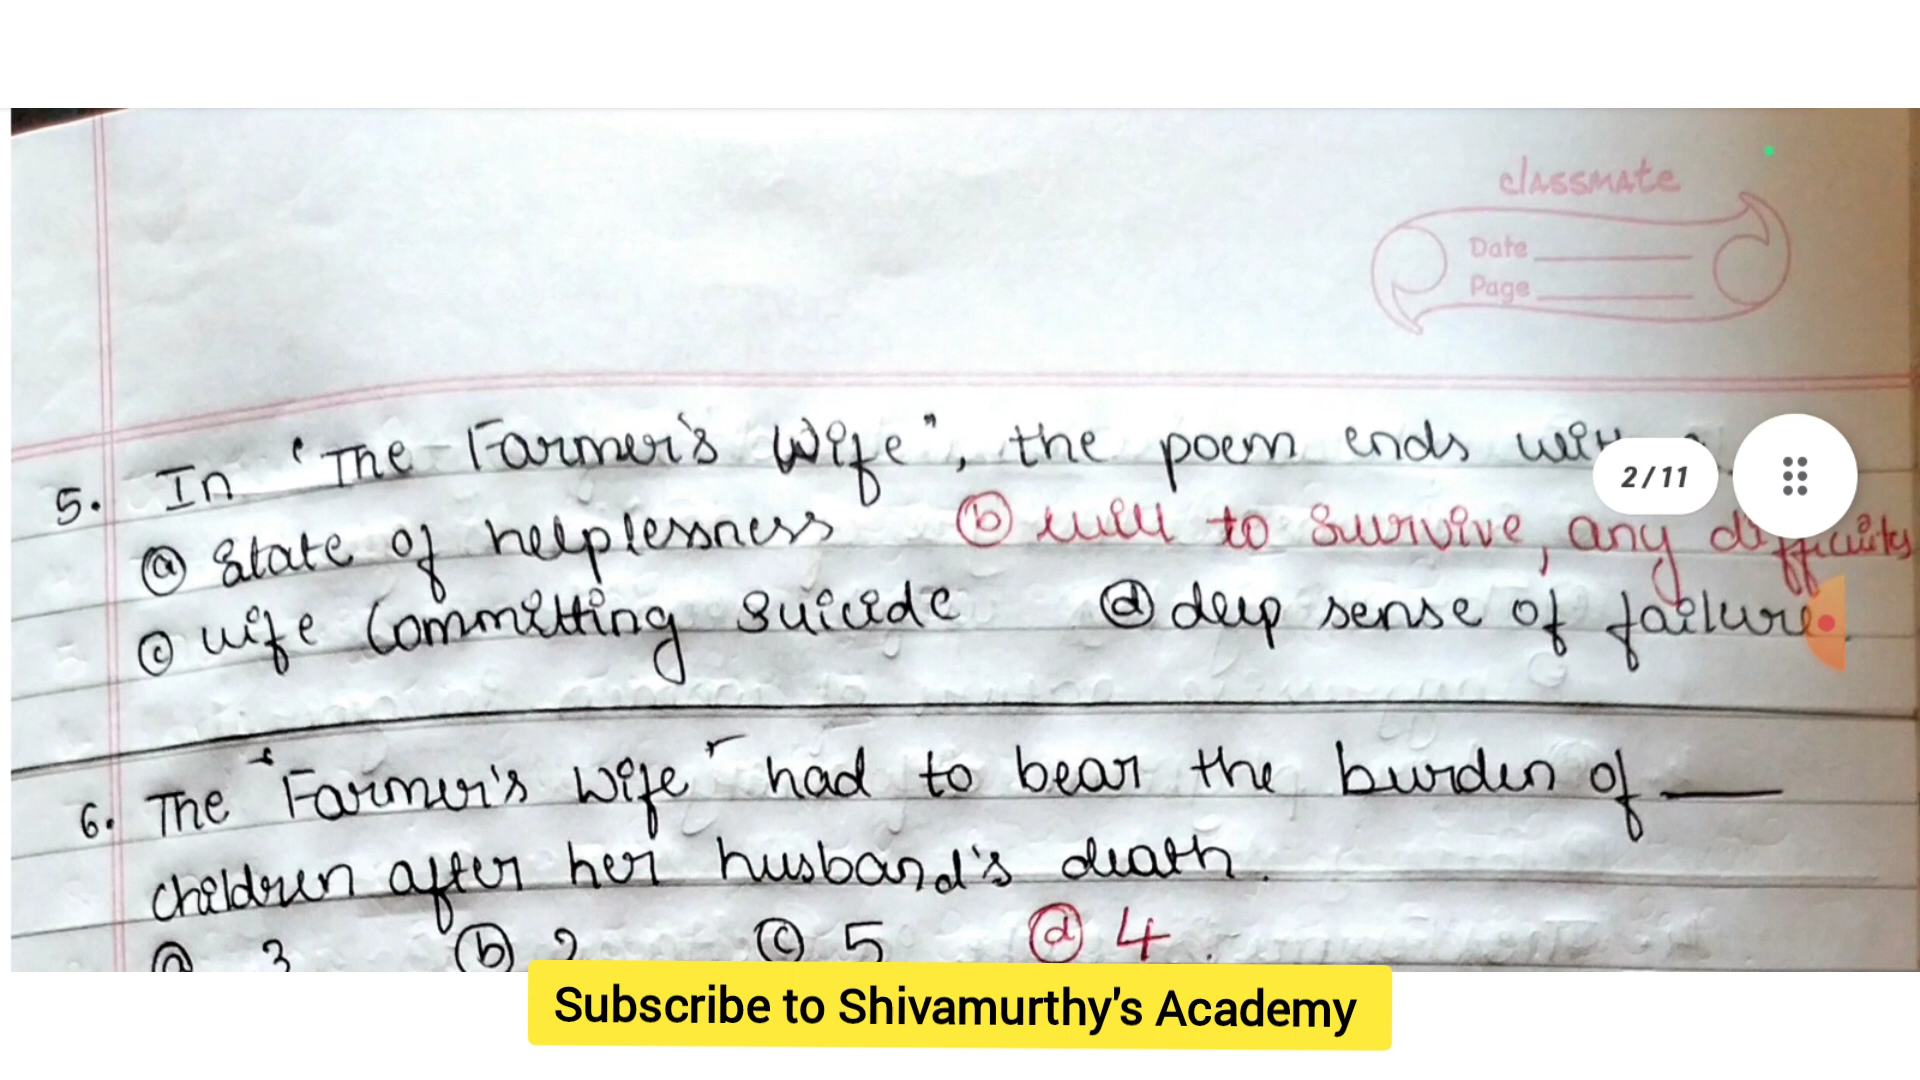 classmate
Date
Page
5. In "The Farmer's Wife", the poem ends with a
2/11
ⓐ State of helplessness ⓑ will to survive, any difficulty
ⓒ wife Committing Suicide ⓓ deep sense of failure.
6. The "Farmer's Wife" had to bear the burden of ___
children after her husband's death.
ⓐ 3 ⓑ 2 ⓒ 5 ⓓ 4.
Subscribe to Shivamurthy's Academy